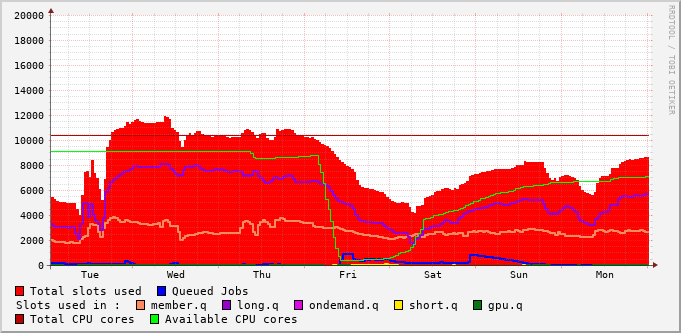 RRDTOOL / TOBI OETIKER
20000
18000
16000
14000
12000
10000
8000
6000
4000
2000
0
Tue Wed Thu Fri Sat Sun Mon
Total slots used Queued Jobs
Slots used in : member.q long.q ondemand.q short.q gpu.q
Total CPU cores Available CPU cores